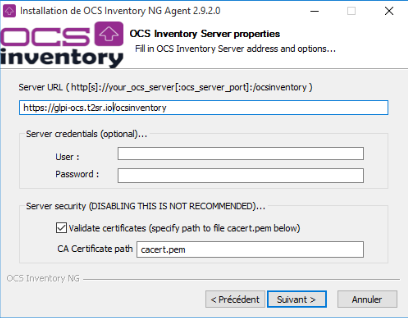 Installation de OCS Inventory NG Agent 2.9.2.0
OCS
inventory
OCS Inventory Server properties
Fill in OCS Inventory Server address and options...
Server URL ( http[s]://your_ocs_server[:ocs_server_port]:/ocsinventory )
https://glpi-ocs.t2sr.io/ocsinventory
Server credentials (optional)...
User :
Password :
Server security (DISABLING THIS IS NOT RECOMMENDED)...
Validate certificates (specify path to file cacert.pem below)
CA Certificate path cacert.pem
OCS Inventory NG
< Précédent Suivant > Annuler